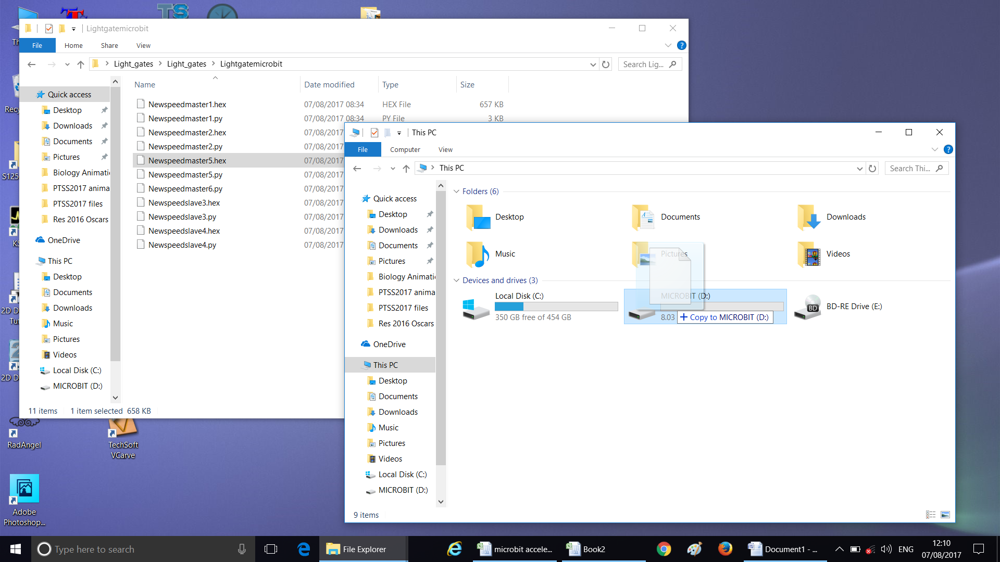 Lightgatemicrobit
File Home Share View
Light_gates Light_gates Lightgatemicrobit
Search Lig...
Name Date modified Type Size
Quick access
Desktop
Downloads
Documents
Pictures
Biology Animati
PTSS2017 anima
PTSS2017 files
Res 2016 Oscars
OneDrive
This PC
Desktop
Documents
Downloads
Music
Pictures
Videos
Local Disk (C:)
MICROBIT (D:)
Newspeedmaster1.hex 07/08/2017 08:34 HEX File 657 KB
Newspeedmaster1.py 07/08/2017 08:34 PY File 3 KB
Newspeedmaster2.hex 07/08/2017
Newspeedmaster2.py 07/08/2017
Newspeedmaster5.hex 07/08/2017
Newspeedmaster5.py 07/08/2017
Newspeedmaster6.py 07/08/2017
Newspeedslave3.hex 07/08/2017
Newspeedslave3.py 07/08/2017
Newspeedslave4.hex 07/08/2017
Newspeedslave4.py 07/08/2017
11 items 1 item selected 658 KB
This PC
File Computer View
This PC
Search Thi...
Quick access
Desktop
Downloads
Documents
Pictures
Biology Animati
PTSS2017 anima
PTSS2017 files
Res 2016 Oscars
OneDrive
This PC
Desktop
Documents
Downloads
Music
Pictures
Videos
Local Disk (C:)
MICROBIT (D:)
Folders (6)
Desktop Documents Downloads
Music Pictures Videos
Devices and drives (3)
Local Disk (C:)
350 GB free of 454 GB
MICROBIT (D:)
8.03
Copy to MICROBIT (D:)
BD
BD-RE Drive (E:)
9 items
TS
Th
Recy
S125
KS
2D D
Tut
2D D
RadAngel
TechSoft
VCarve
Adobe
Photoshop...
Type here to search
File Explorer
microbit accele...
Book2
Document1 - ...
ENG
12:10
07/08/2017